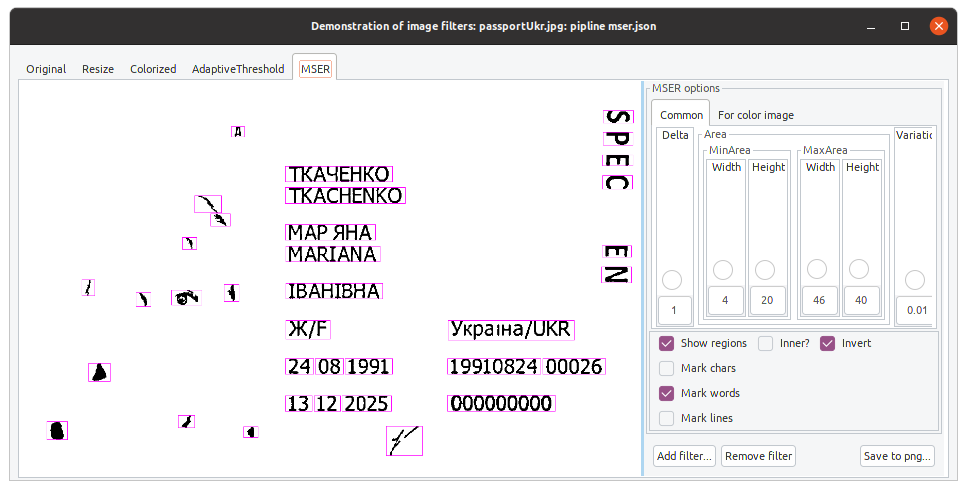 Demonstration of image filters: passportUkr.jpg: pipline mser.json
Original Resize Colorized AdaptiveThreshold MSER
A
ТКАЧЕНКО
TKACHENKO
МАР ЯНА
MARIANA
ІВАНІВНА
Ж/F
Україна/UKR
24 08 1991
19910824 00026
13 12 2025
000000000
SPEC EN
MSER options
Common For color image
Delta
Area
Variatio
MinArea
MaxArea
Width Height Width Height
1 4 20 46 40 0.01
Show regions Inner? Invert
Mark chars
Mark words
Mark lines
Add filter... Remove filter Save to png...